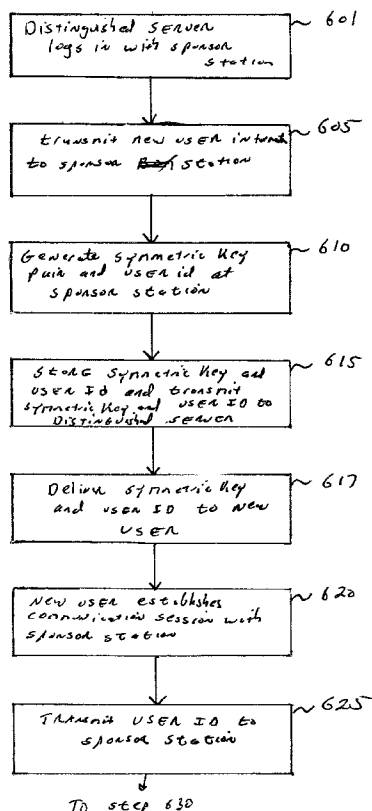 Distinguished Server
logs in with sponsor
station
601
transmit new user intent
to sponsor station
605
Generate symmetric key
pair and user id at
sponsor station
610
Store symmetric key and
user ID and transmit
symmetric key and user ID to
Distinguished Server
615
Deliver symmetric key
and user ID to new
user
617
New user establishes
communication session with
sponsor station
620
Transmit user ID to
sponsor station
625
To step 630